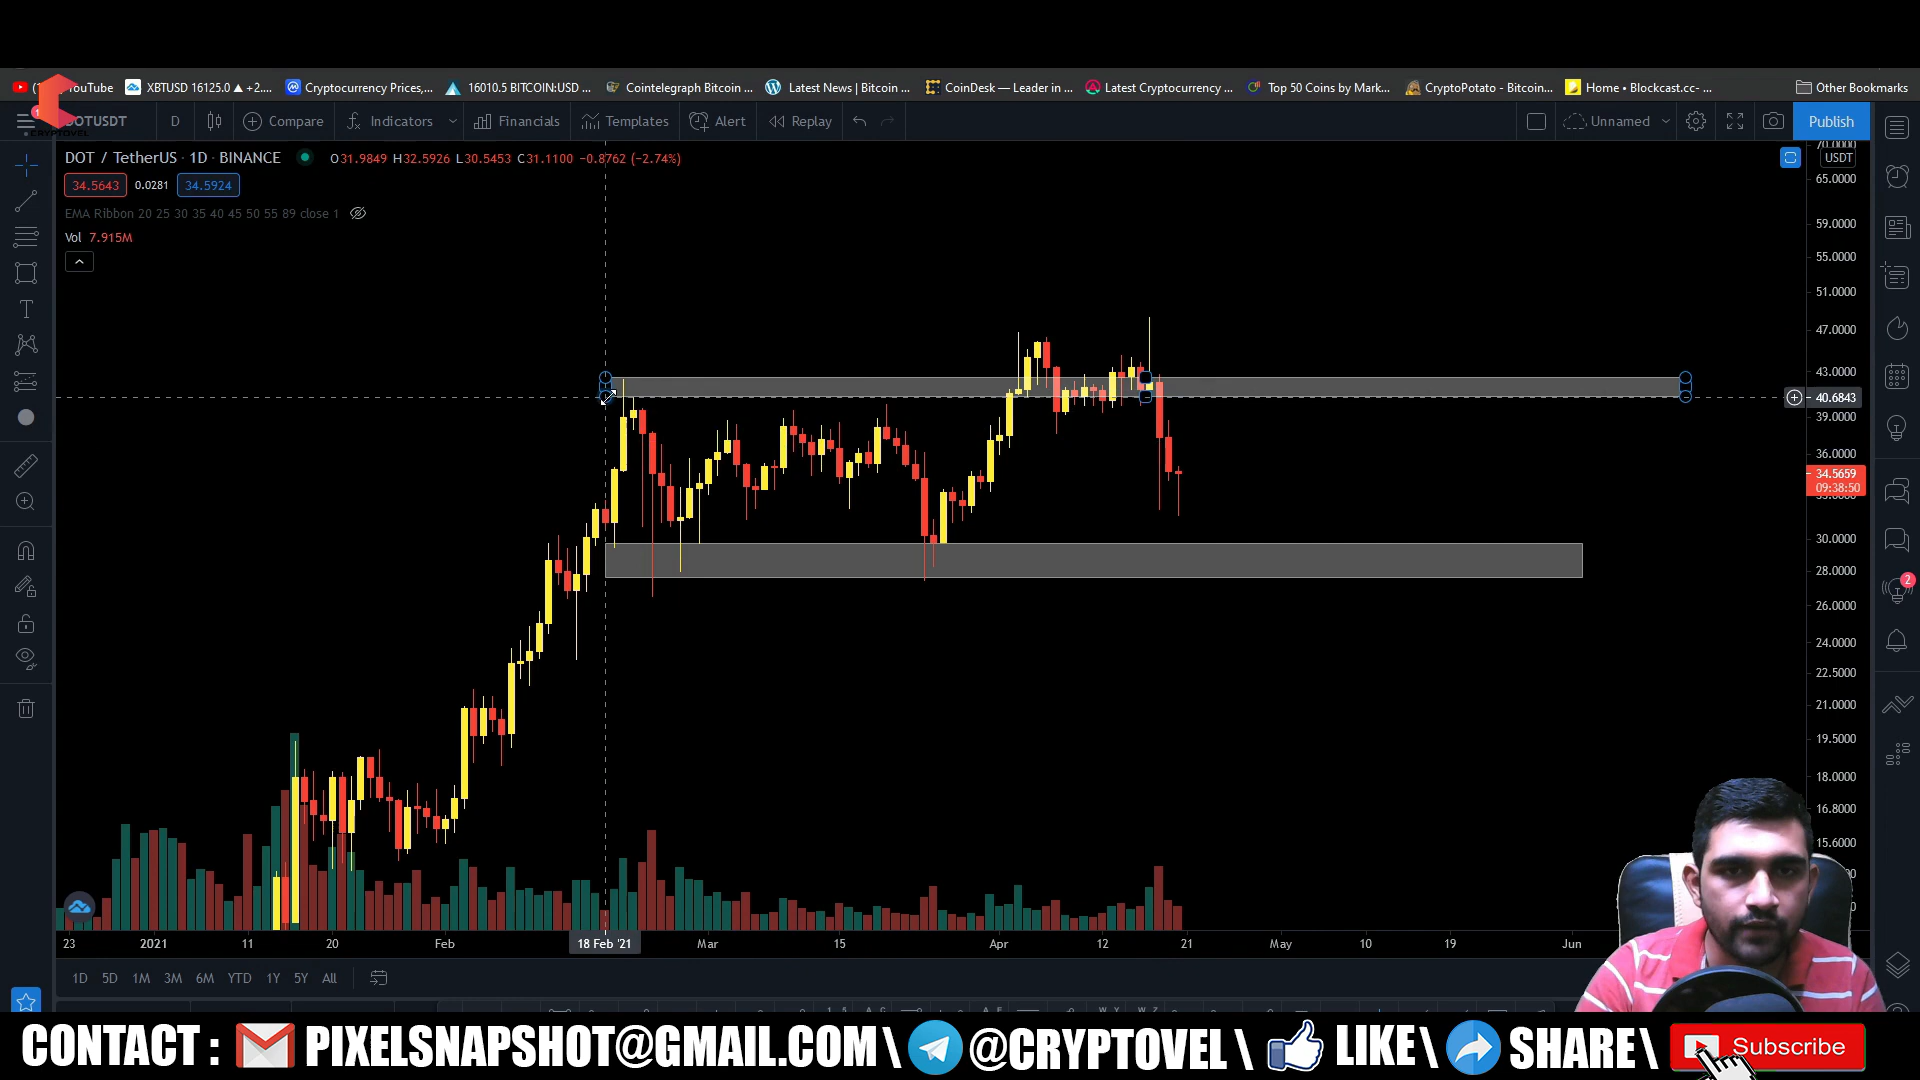 YouTube
XBTUSD 16125.0 ▲ +2....
Cryptocurrency Prices,...
16010.5 BITCOIN:USD ...
Cointelegraph Bitcoin ...
Latest News | Bitcoin ...
CoinDesk — Leader in ...
Latest Cryptocurrency ...
Top 50 Coins by Mark...
CryptoPotato - Bitcoin...
Home • Blockcast.cc- ...
Other Bookmarks
CRYPTOVEL
DOTUSDT
D
Compare
Indicators
Financials
Templates
Alert
Replay
Unnamed
Publish
DOT / TetherUS · 1D · BINANCE
O31.9849 H32.5926 L30.5453 C31.1100 −0.8762 (−2.74%)
34.5643 0.0281 34.5924
EMA Ribbon 20 25 30 35 40 45 50 55 89 close 1
Vol 7.915M
70.0000
USDT
65.0000
59.0000
55.0000
51.0000
47.0000
43.0000
40.6843
39.0000
36.0000
34.5659
09:38:50
30.0000
28.0000
26.0000
24.0000
22.5000
21.0000
19.5000
18.0000
16.8000
15.6000
2
23 2021 11 20 Feb 18 Feb '21 Mar 15 Apr 12 21 May 10 19 Jun
1D 5D 1M 3M 6M YTD 1Y 5Y All
CONTACT : PIXELSNAPSHOT@GMAIL.COM \ @CRYPTOVEL \ LIKE\ SHARE\ Subscribe